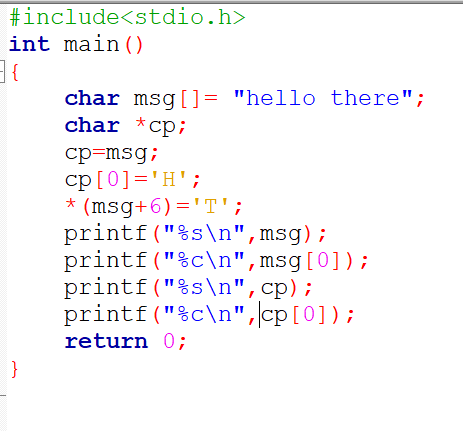 #include<stdio.h>
int main()
{
    char msg[]= "hello there";
    char *cp;
    cp=msg;
    cp[0]='H';
    *(msg+6)='T';
    printf("%s\n",msg);
    printf("%c\n",msg[0]);
    printf("%s\n",cp);
    printf("%c\n",cp[0]);
    return 0;
}